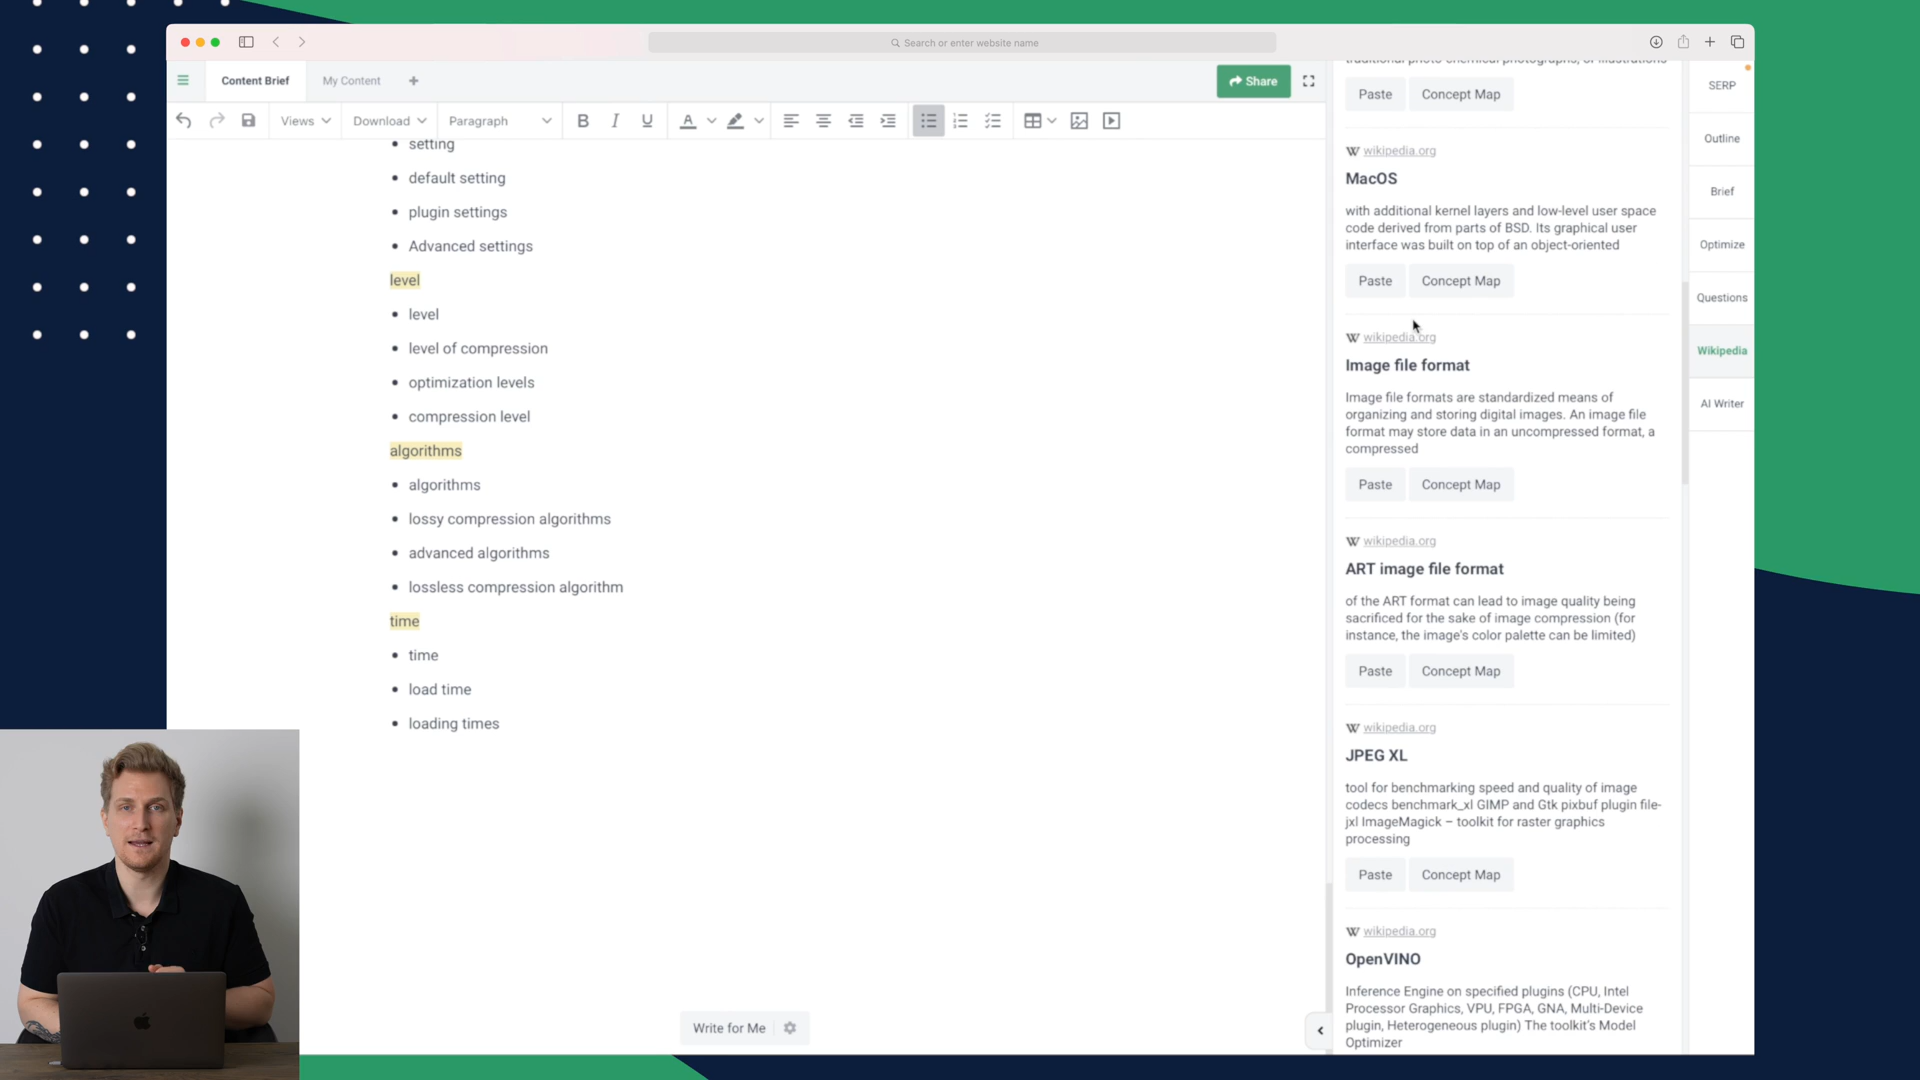 Search or enter website name
Content Brief
My Content
Share
Views
Download
Paragraph
B
I
U
A
setting
default setting
plugin settings
Advanced settings
level
level
level of compression
optimization levels
compression level
algorithms
algorithms
lossy compression algorithms
advanced algorithms
lossless compression algorithm
time
time
load time
loading times
Write for Me
traditional photo chemical photographs, or illustrations
Paste
Concept Map
W wikipedia.org
MacOS
with additional kernel layers and low-level user space
code derived from parts of BSD. Its graphical user
interface was built on top of an object-oriented
Paste
Concept Map
W wikipedia.org
Image file format
Image file formats are standardized means of
organizing and storing digital images. An image file
format may store data in an uncompressed format, a
compressed
Paste
Concept Map
W wikipedia.org
ART image file format
of the ART format can lead to image quality being
sacrificed for the sake of image compression (for
instance, the image's color palette can be limited)
Paste
Concept Map
W wikipedia.org
JPEG XL
tool for benchmarking speed and quality of image
codecs benchmark_xl GIMP and Gtk pixbuf plugin file-
jxl ImageMagick – toolkit for raster graphics
processing
Paste
Concept Map
W wikipedia.org
OpenVINO
Inference Engine on specified plugins (CPU, Intel
Processor Graphics, VPU, FPGA, GNA, Multi-Device
plugin, Heterogeneous plugin) The toolkit's Model
Optimizer
SERP
Outline
Brief
Optimize
Questions
Wikipedia
AI Writer